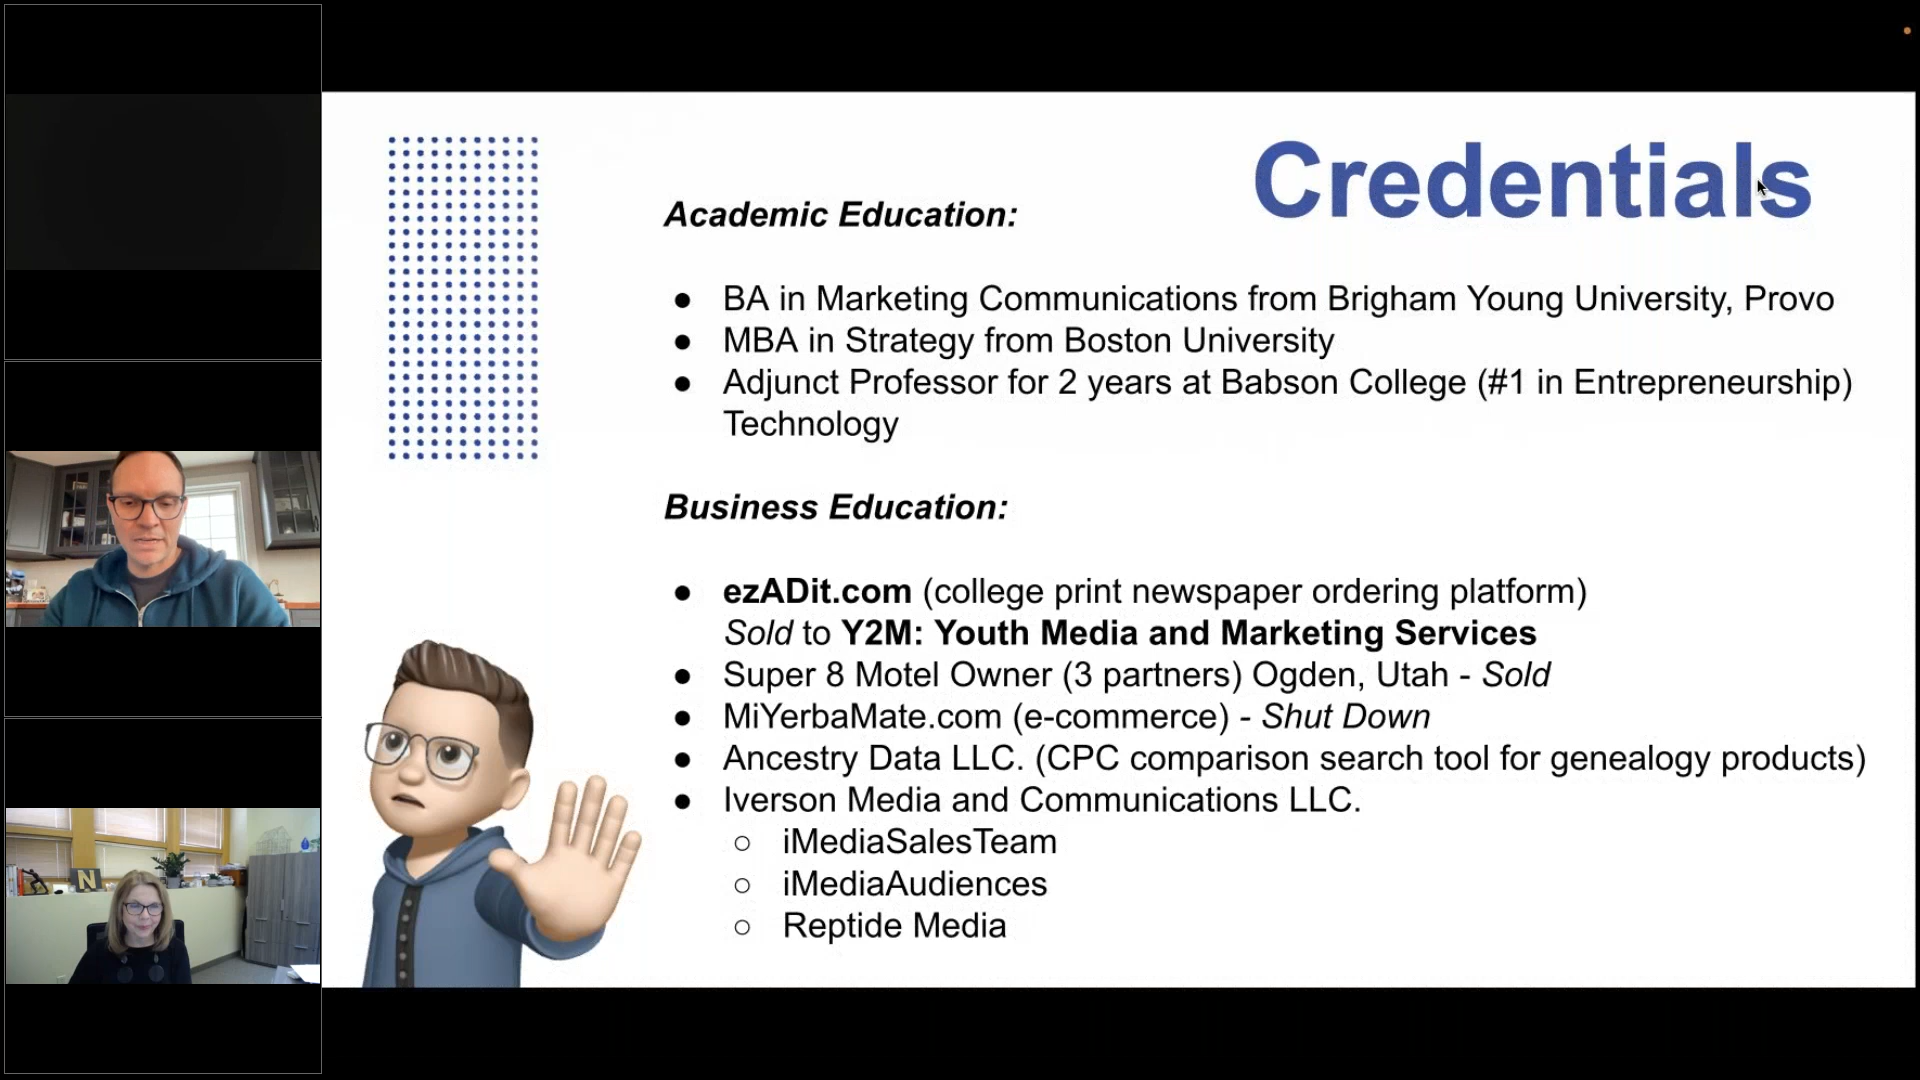 Credentials
Academic Education:
● BA in Marketing Communications from Brigham Young University, Provo
● MBA in Strategy from Boston University
● Adjunct Professor for 2 years at Babson College (#1 in Entrepreneurship)
Technology
Business Education:
● ezADit.com (college print newspaper ordering platform)
Sold to Y2M: Youth Media and Marketing Services
● Super 8 Motel Owner (3 partners) Ogden, Utah - Sold
● MiYerbaMate.com (e-commerce) - Shut Down
● Ancestry Data LLC. (CPC comparison search tool for genealogy products)
● Iverson Media and Communications LLC.
○ iMediaSalesTeam
○ iMediaAudiences
○ Reptide Media
N